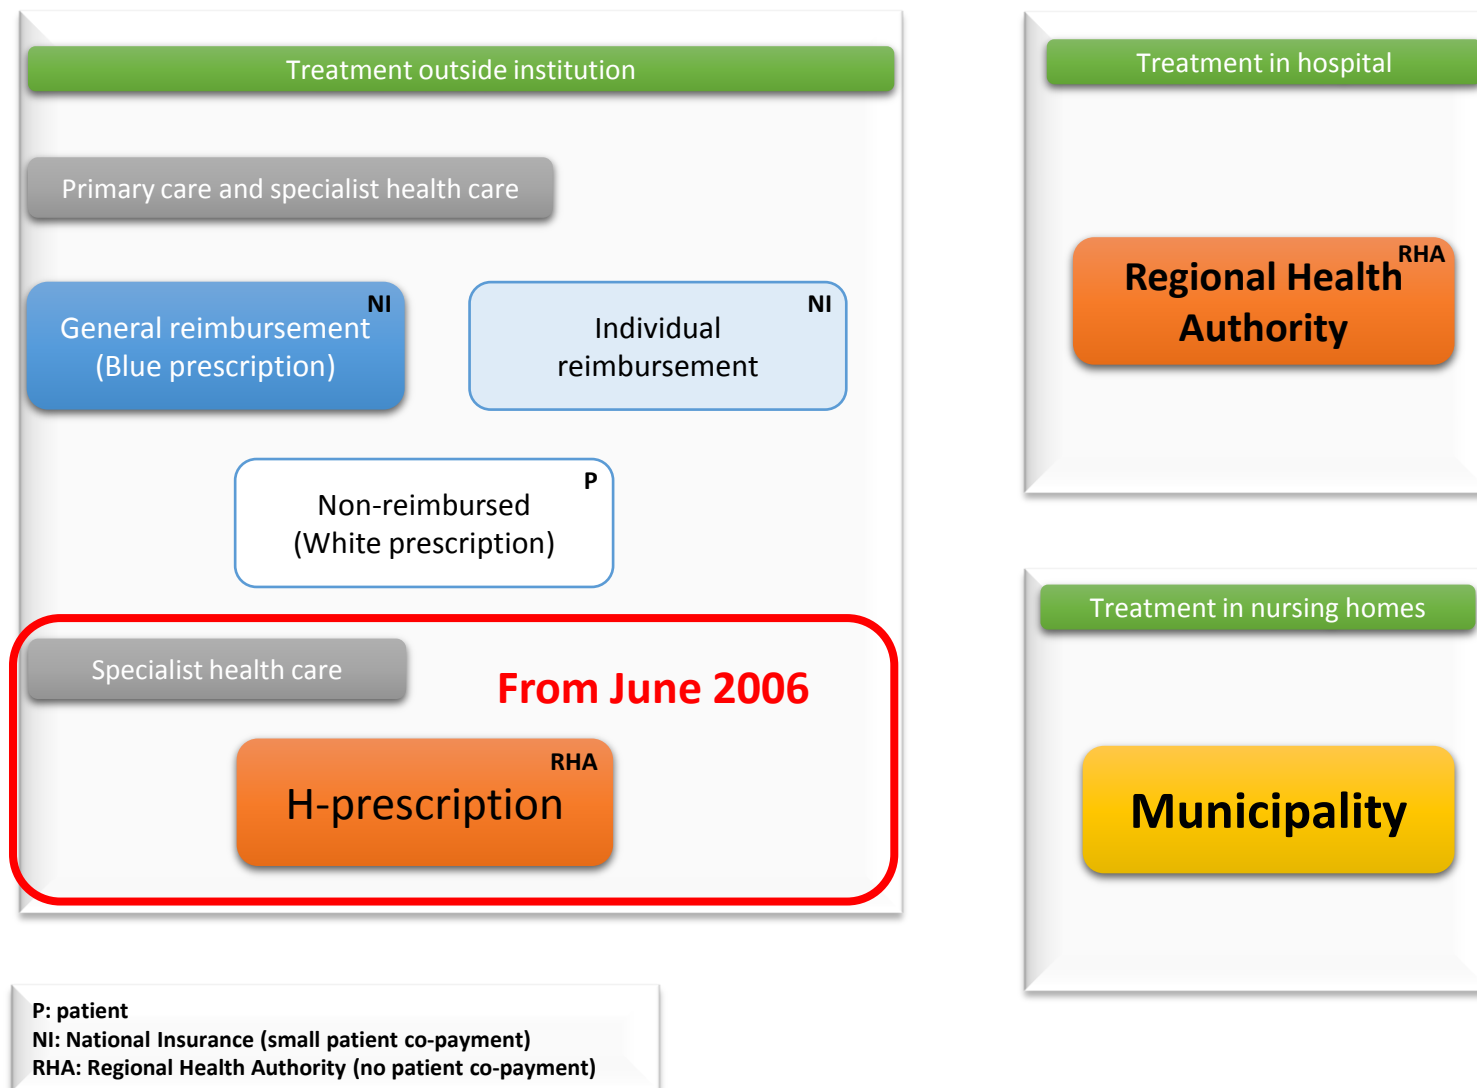 Treatment outside institution
Primary care and specialist health care
NI
General reimbursement
(Blue prescription)
NI
Individual
reimbursement
P
Non-reimbursed
(White prescription)
Specialist health care
From June 2006
RHA
H-prescription
Treatment in hospital
RHA
Regional Health
Authority
Treatment in nursing homes
Municipality
P: patient
NI: National Insurance (small patient co-payment)
RHA: Regional Health Authority (no patient co-payment)